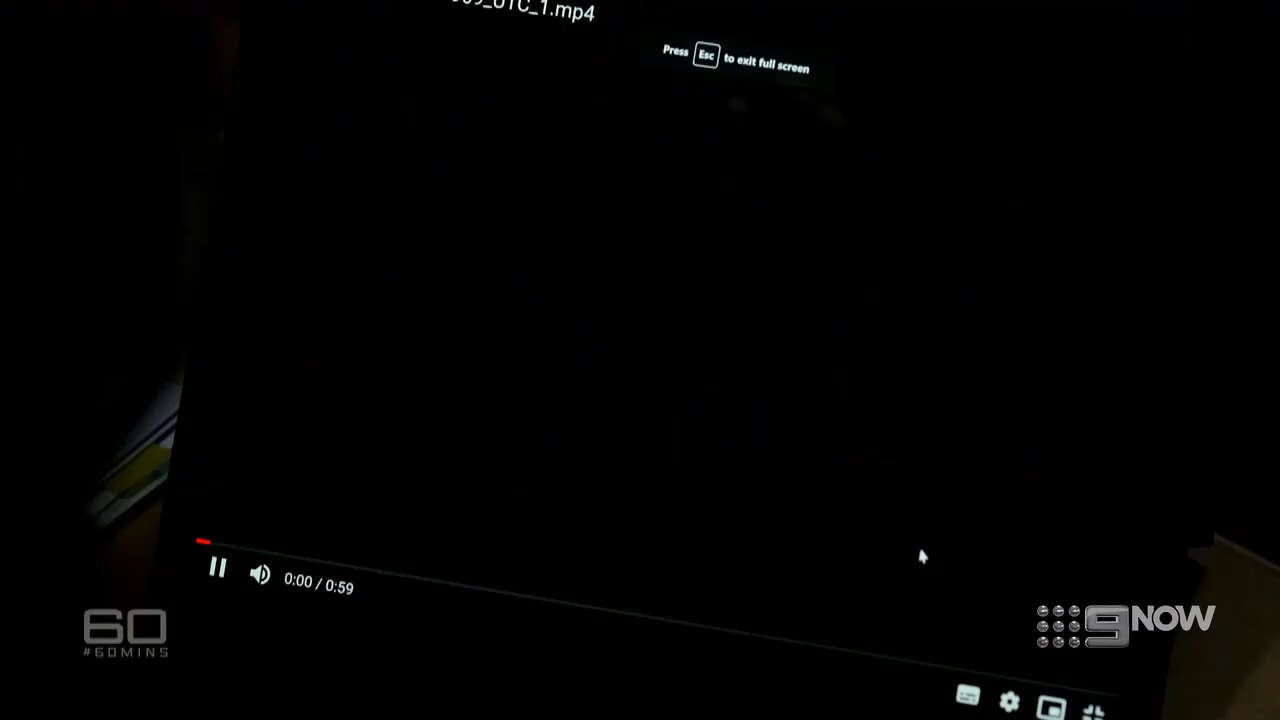 _UTC_1.mp4
Press Esc to exit full screen
0:00 / 0:59
60
#60MINS
9NOW